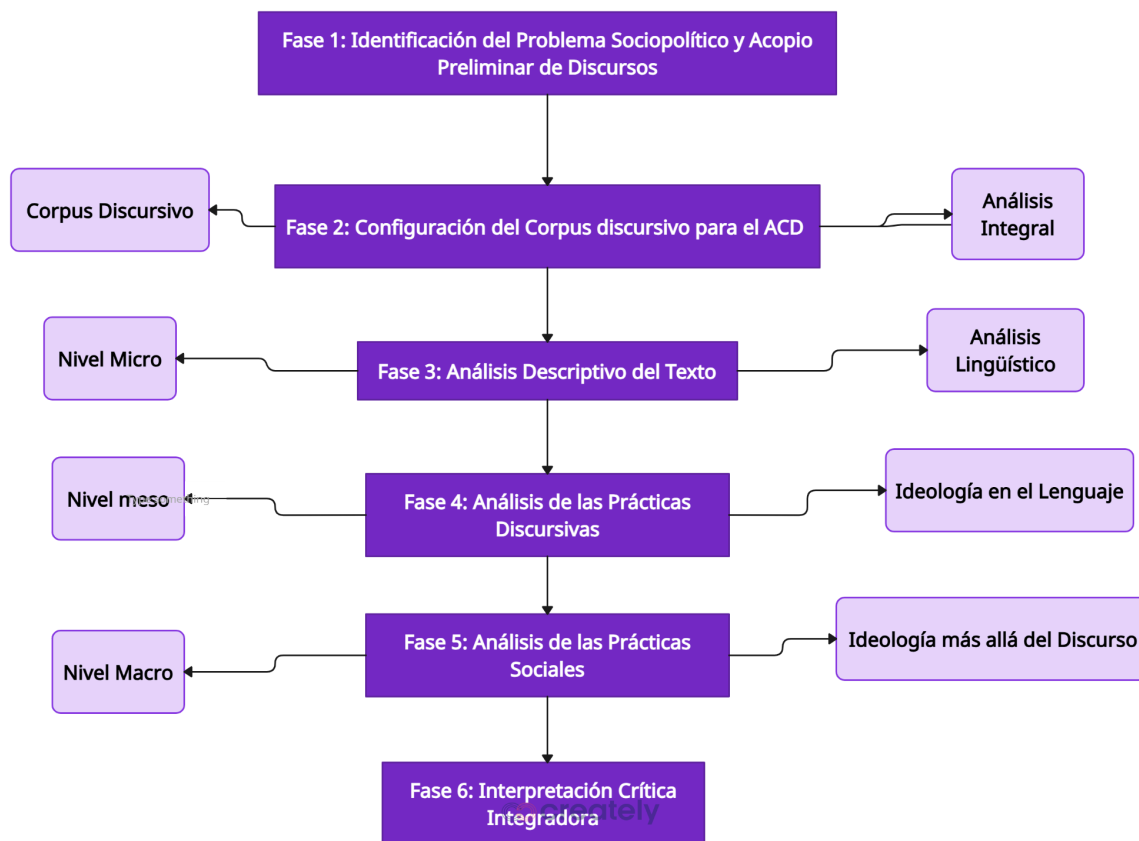 Fase 1: Identificación del Problema Sociopolítico y Acopio
Preliminar de Discursos
Corpus Discursivo
Fase 2: Configuración del Corpus discursivo para el ACD
Análisis
Integral
Nivel Micro
Fase 3: Análisis Descriptivo del Texto
Análisis
Lingüístico
Nivel meso
Fase 4: Análisis de las Prácticas
Discursivas
Ideología en el Lenguaje
Nivel Macro
Fase 5: Análisis de las Prácticas
Sociales
Ideología más allá del Discurso
Fase 6: Interpretación Crítica
Integradora
creately